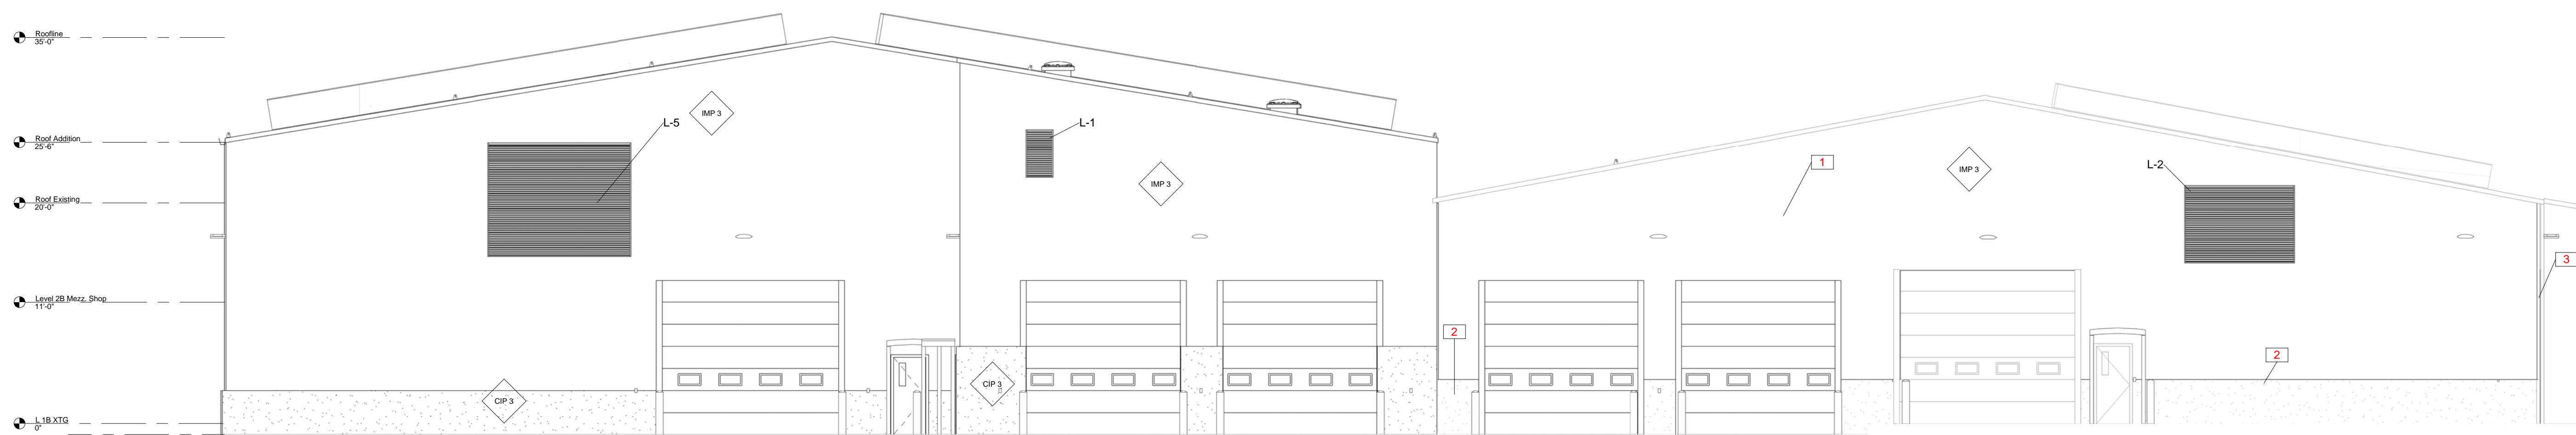 Roofline
35'-0"
Roof Addition
25'-6"
Roof Existing
20'-0"
Level 2B Mezz. Shop
11'-0"
L 1B XTG
0"
L-5
IMP 3
L-1
IMP 3
1
IMP 3
L-2
3
2
2
CIP 3
CIP 3